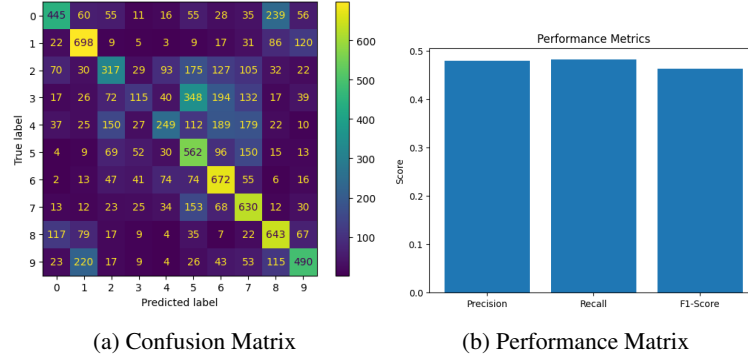 0 445 60 55 11 16 55 28 35 239 56
1 22 698 9 5 3 9 17 31 86 120
2 70 30 317 29 93 175 127 105 32 22
3 17 26 72 115 40 348 194 132 17 39
4 37 25 150 27 249 112 189 179 22 10
5 4 9 69 52 30 562 96 150 15 13
6 2 13 47 41 74 74 672 55 6 16
7 13 12 23 25 34 153 68 630 12 30
8 117 79 17 9 4 35 7 22 643 67
9 23 220 17 9 4 26 43 53 115 490
0 1 2 3 4 5 6 7 8 9
True label
Predicted label
600
500
400
300
200
100
(a) Confusion Matrix
Performance Metrics
0.5
0.4
0.3
0.2
0.1
0.0
Score
Precision Recall F1-Score
(b) Performance Matrix